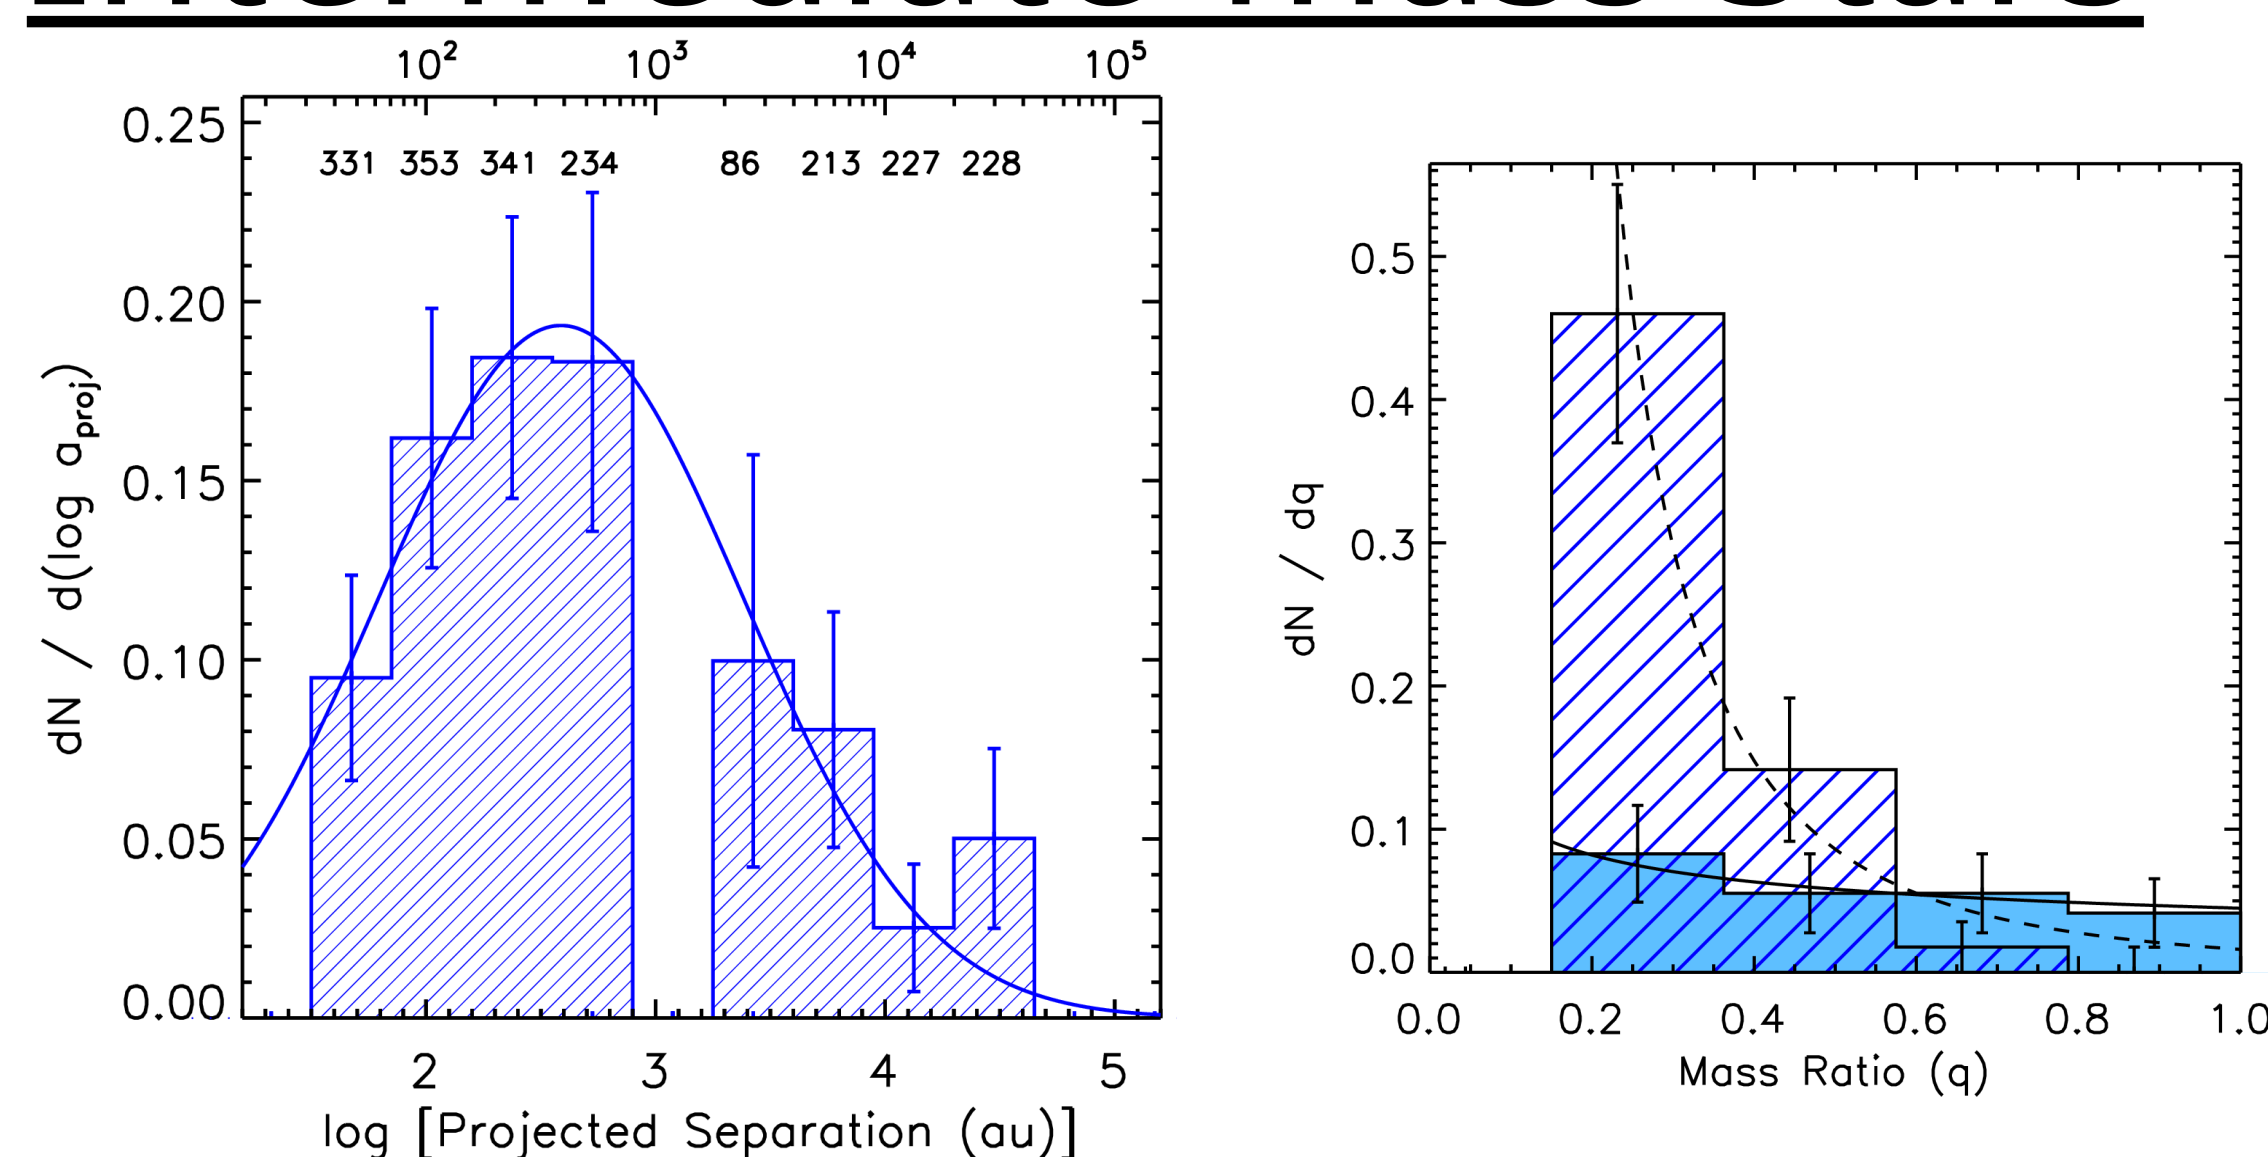 Intermediate Mass Stars
10² 10³ 10⁴ 10⁵
0.25
0.20
0.15
0.10
0.05
0.00
331 353 341 234 86 213 227 228
dN / d(log a_proj)
2 3 4 5
log [Projected Separation (au)]
0.5
0.4
0.3
0.2
0.1
0.0
dN / dq
0.0 0.2 0.4 0.6 0.8 1.0
Mass Ratio (q)